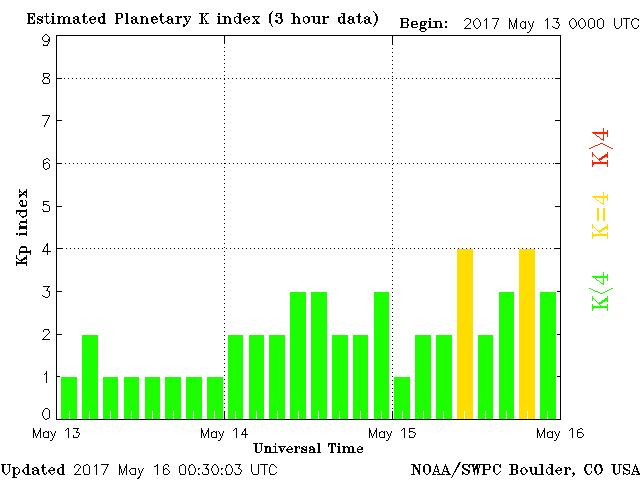 Estimated Planetary K index (3 hour data)
Begin: 2017 May 13 0000 UTC
9
8
7
6
5
4
3
2
1
0
Kp index
K>4
K=4
K<4
May 13
May 14
May 15
May 16
Universal Time
Updated 2017 May 16 00:30:03 UTC
NOAA/SWPC Boulder, CO USA